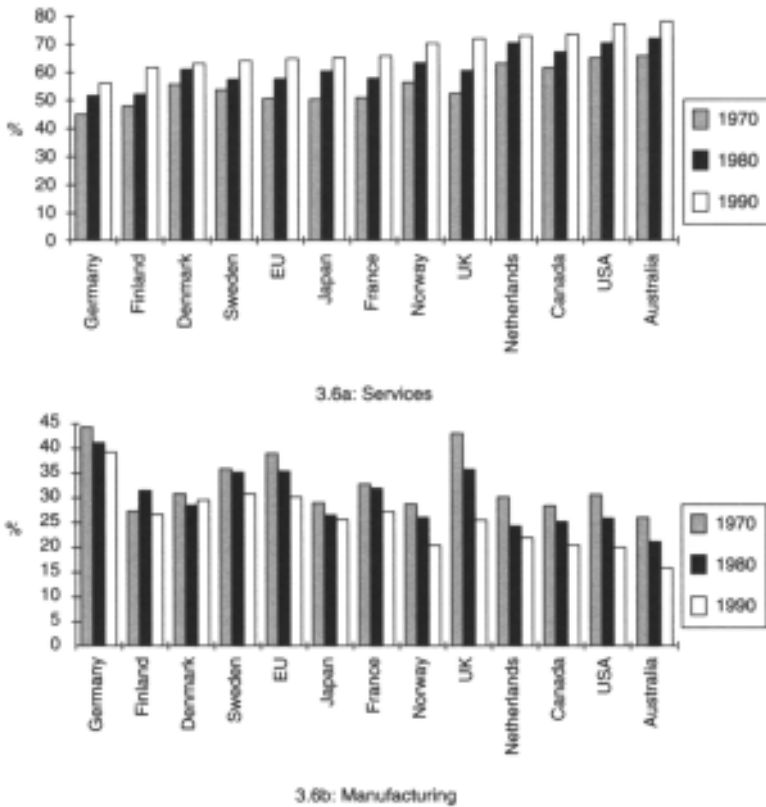 80
70
60
50
40
30
20
10
0
%
Germany
Finland
Denmark
Sweden
EU
Japan
France
Norway
UK
Netherlands
Canada
USA
Australia
1970
1980
1990
3.6a: Services
45
40
35
30
25
20
15
10
5
0
%
Germany
Finland
Denmark
Sweden
EU
Japan
France
Norway
UK
Netherlands
Canada
USA
Australia
1970
1980
1990
3.6b: Manufacturing